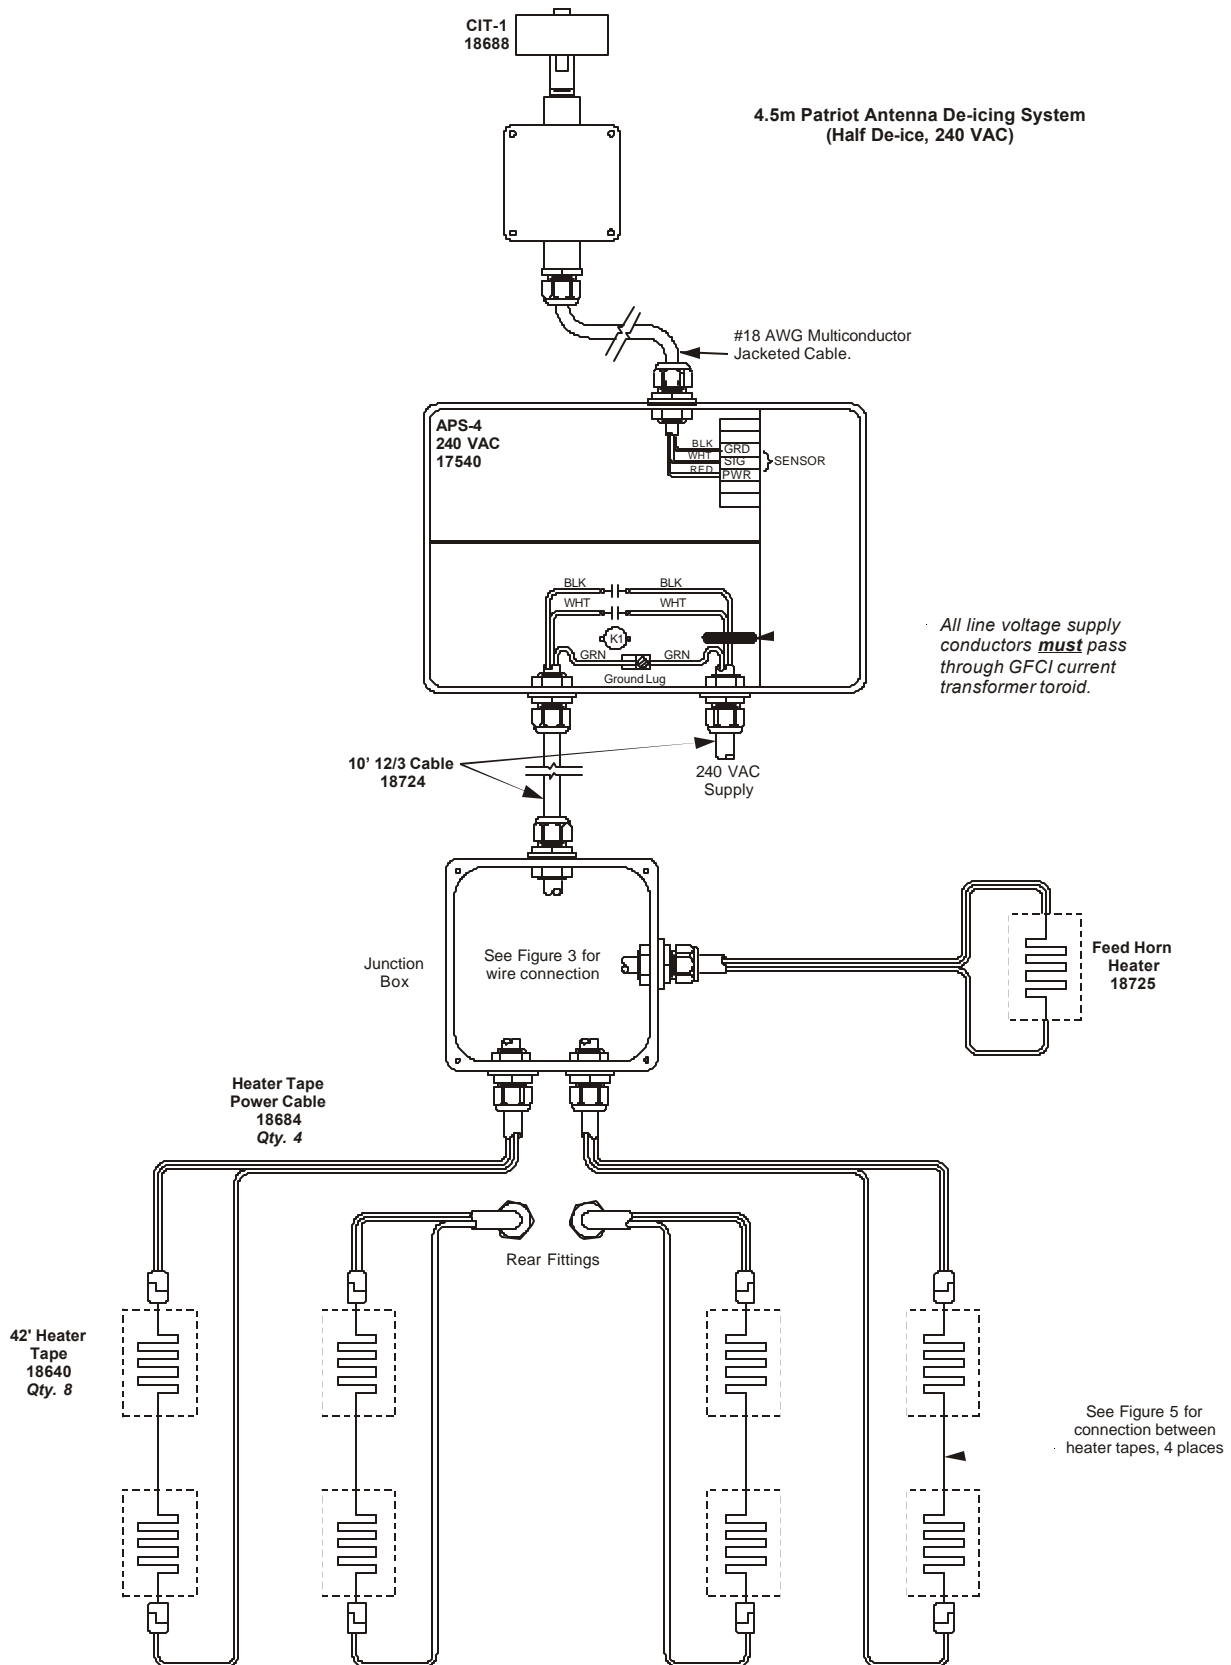 CIT-1
18688
4.5m Patriot Antenna De-icing System
(Half De-ice, 240 VAC)
#18 AWG Multiconductor
Jacketed Cable.
APS-4
240 VAC
17540
BLK
WHT
RED
GRD
SIG
PWR
SENSOR
BLK
BLK
WHT
WHT
K1
GRN
GRN
Ground Lug
All line voltage supply
conductors must pass
through GFCI current
transformer toroid.
10' 12/3 Cable
18724
240 VAC
Supply
Junction
Box
See Figure 3 for
wire connection
Feed Horn
Heater
18725
Heater Tape
Power Cable
18684
Qty. 4
Rear Fittings
42' Heater
Tape
18640
Qty. 8
See Figure 5 for
connection between
heater tapes, 4 places